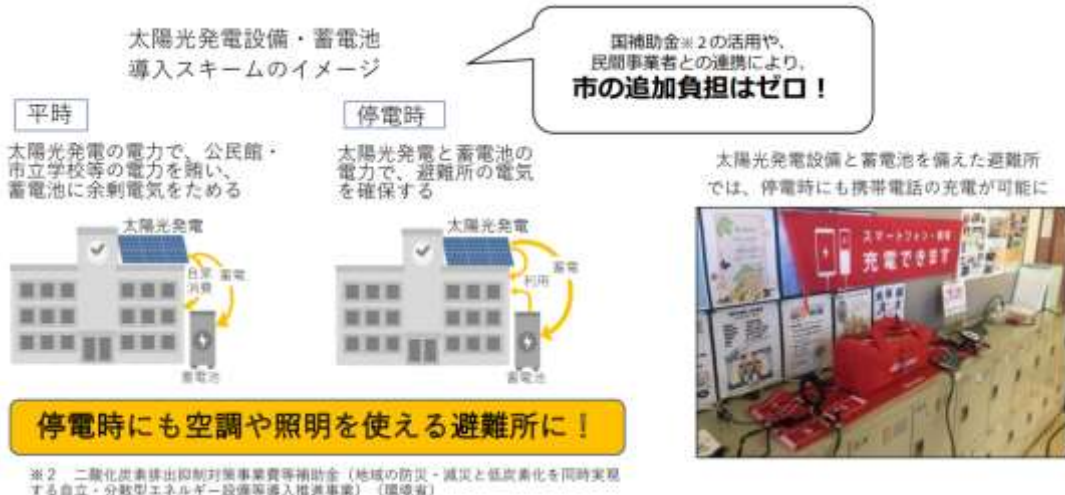 太陽光発電設備・蓄電池
導入スキームのイメージ
国補助金※2の活用や、
民間事業者との連携により、
市の追加負担はゼロ！
平時
太陽光発電の電力で、公民館・
市立学校等の電力を賄い、
蓄電池に余剰電気をためる
太陽光発電
自家
消費
蓄電
蓄電池
停電時
太陽光発電と蓄電池の
電力で、避難所の電気
を確保する
太陽光発電
利用
蓄電
蓄電池
太陽光発電設備と蓄電池を備えた避難所
では、停電時にも携帯電話の充電が可能に
スマートフォン・携帯
充電できます
停電時にも空調や照明を使える避難所に！
※2　二酸化炭素排出抑制対策事業費等補助金（地域の防災・減災と低炭素化を同時実現
する自立・分散型エネルギー設備等導入推進事業）（環境省）